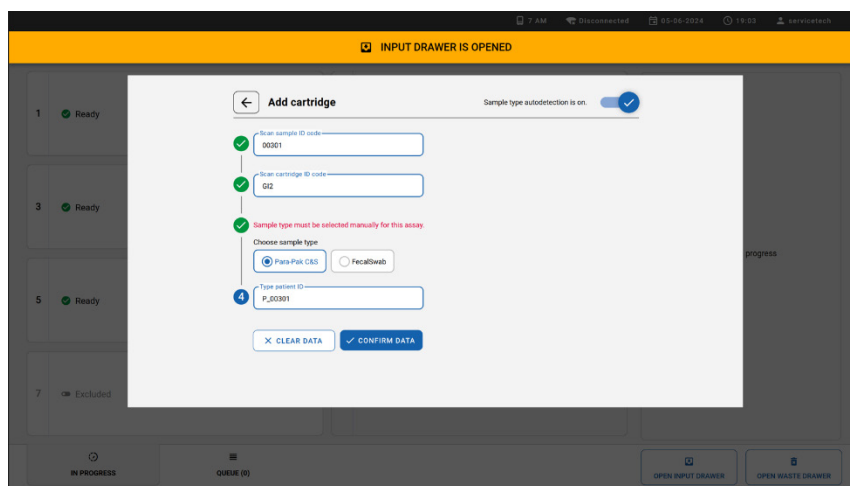 7 AM Disconnected 05-06-2024 19:03 servicetech
INPUT DRAWER IS OPENED
Add cartridge Sample type autodetection is on.
1 Ready
Scan sample ID code
00301
Scan cartridge ID code
GI2
3 Ready
Sample type must be selected manually for this assay.
Choose sample type
progress
Para-Pak C&S FecalSwab
Type patient ID
5 Ready
4 P_00301
CLEAR DATA CONFIRM DATA
7 Excluded
IN PROGRESS QUEUE (0) OPEN INPUT DRAWER OPEN WASTE DRAWER